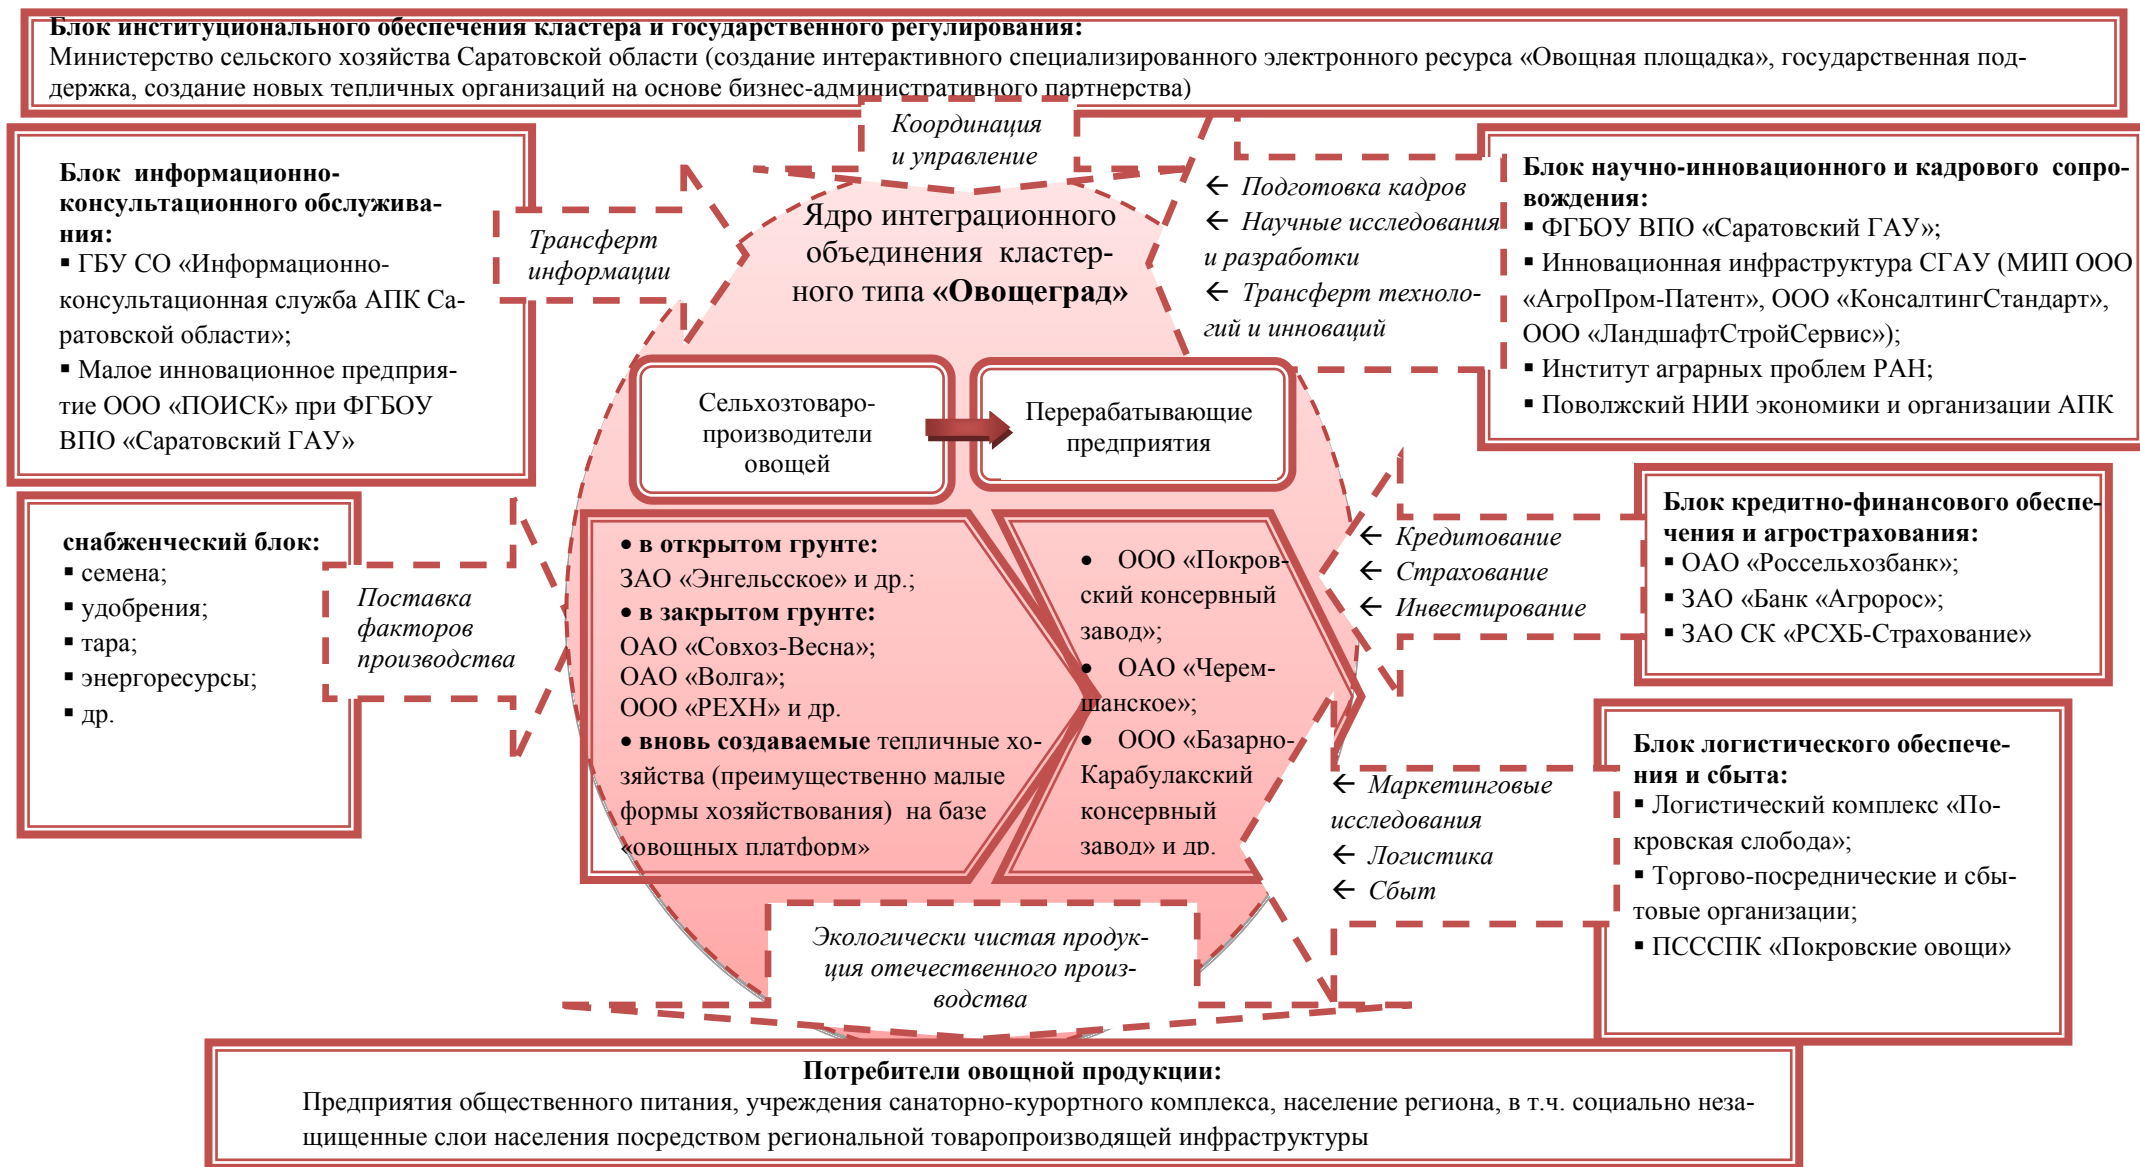 Блок институционального обеспечения кластера и государственного регулирования:
Министерство сельского хозяйства Саратовской области (создание интерактивного специализированного электронного ресурса «Овощная площадка», государственная под-
держка, создание новых тепличных организаций на основе бизнес-административного партнерства)
Координация
и управление
Блок информационно-
консультационного обслужива-
ния:
▪ ГБУ СО «Информационно-
консультационная служба АПК Са-
ратовской области»;
▪ Малое инновационное предприя-
тие ООО «ПОИСК» при ФГБОУ
ВПО «Саратовский ГАУ»
Трансферт
информации
Ядро интеграционного
объединения кластер-
ного типа «Овощеград»
← Подготовка кадров
← Научные исследования
и разработки
← Трансферт техноло-
гий и инноваций
Блок научно-инновационного и кадрового сопро-
вождения:
▪ ФГБОУ ВПО «Саратовский ГАУ»;
▪ Инновационная инфраструктура СГАУ (МИП ООО
«АгроПром-Патент», ООО «КонсалтингСтандарт»,
ООО «ЛандшафтСтройСервис»);
▪ Институт аграрных проблем РАН;
▪ Поволжский НИИ экономики и организации АПК
Сельхозтоваро-
производители
овощей
Перерабатывающие
предприятия
снабженческий блок:
▪ семена;
▪ удобрения;
▪ тара;
▪ энергоресурсы;
▪ др.
Поставка
факторов
производства
• в открытом грунте:
ЗАО «Энгельсское» и др.;
• в закрытом грунте:
ОАО «Совхоз-Весна»;
ОАО «Волга»;
ООО «РЕХН» и др.
• вновь создаваемые тепличные хо-
зяйства (преимущественно малые
формы хозяйствования) на базе
«овощных платформ»
• ООО «Покров-
ский консервный
завод»;
• ОАО «Черем-
шанское»;
• ООО «Базарно-
Карабулакский
консервный
завод» и др.
← Кредитование
← Страхование
← Инвестирование
Блок кредитно-финансового обеспе-
чения и агрострахования:
▪ ОАО «Россельхозбанк»;
▪ ЗАО «Банк «Агророс»;
▪ ЗАО СК «РСХБ-Страхование»
← Маркетинговые
исследования
← Логистика
← Сбыт
Блок логистического обеспече-
ния и сбыта:
▪ Логистический комплекс «По-
кровская слобода»;
▪ Торгово-посреднические и сбы-
товые организации;
▪ ПСССПК «Покровские овощи»
Экологически чистая продук-
ция отечественного произ-
водства
Потребители овощной продукции:
Предприятия общественного питания, учреждения санаторно-курортного комплекса, население региона, в т.ч. социально неза-
щищенные слои населения посредством региональной товаропроизводящей инфраструктуры